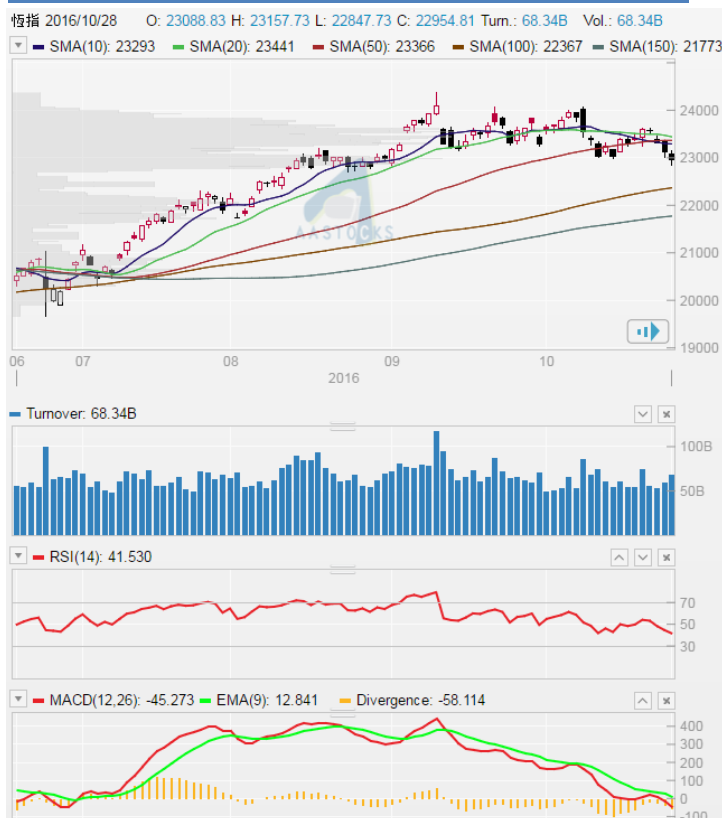 恆指 2016/10/28 O: 23088.83 H: 23157.73 L: 22847.73 C: 22954.81 Turn.: 68.34B Vol.: 68.34B
SMA(10): 23293 SMA(20): 23441 SMA(50): 23366 SMA(100): 22367 SMA(150): 21773
24000
23000
22000
AASTOCKS
21000
20000
19000
06 07 08 09 10
2016
Turnover: 68.34B
100B
50B
RSI(14): 41.530
70
50
30
MACD(12,26): -45.273 EMA(9): 12.841 Divergence: -58.114
400
300
200
100
0
-100